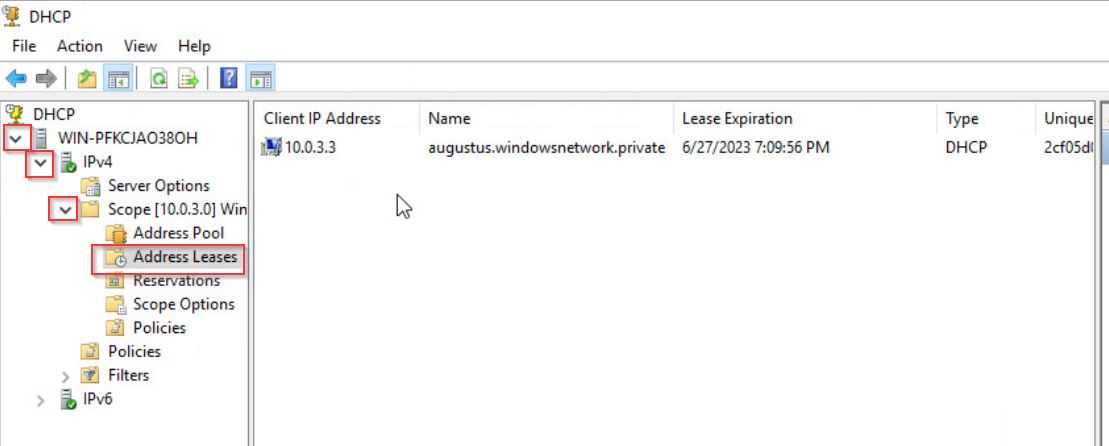 DHCP
File Action View Help
DHCP
WIN-PFKCJAO38OH
IPv4
Server Options
Scope [10.0.3.0] Win
Address Pool
Address Leases
Reservations
Scope Options
Policies
Policies
Filters
IPv6
Client IP Address Name Lease Expiration Type Unique
10.0.3.3 augustus.windowsnetwork.private 6/27/2023 7:09:56 PM DHCP 2cf05d0